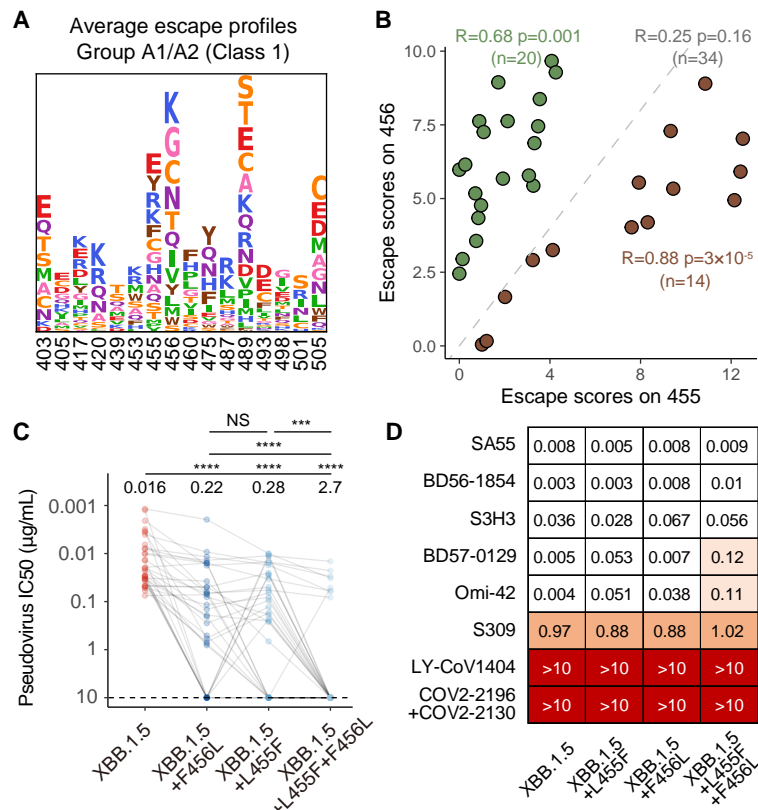 A
Average escape profiles
Group A1/A2 (Class 1)
403 405 417 420 439 453 455 456 460 475 487 489 493 498 501 505
B
R=0.68 p=0.001
(n=20)
R=0.25 p=0.16
(n=34)
10.0
7.5
5.0
2.5
0.0
Escape scores on 456
R=0.88 p=3×10⁻⁵
(n=14)
0 4 8 12
Escape scores on 455
C
NS ***
****
**** **** ****
0.016 0.22 0.28 2.7
0.001
0.01
0.1
1
10
Pseudovirus IC50 (µg/mL)
XBB.1.5
XBB.1.5
+F456L
XBB.1.5
+L455F
XBB.1.5
+L455F+F456L
D
SA55 0.008 0.005 0.008 0.009
BD56-1854 0.003 0.003 0.008 0.01
S3H3 0.036 0.028 0.067 0.056
BD57-0129 0.005 0.053 0.007 0.12
Omi-42 0.004 0.051 0.038 0.11
S309 0.97 0.88 0.88 1.02
LY-CoV1404 >10 >10 >10 >10
COV2-2196
+COV2-2130 >10 >10 >10 >10
XBB.1.5
XBB.1.5
+L455F
XBB.1.5
+F456L
XBB.1.5
+L455F
+F456L